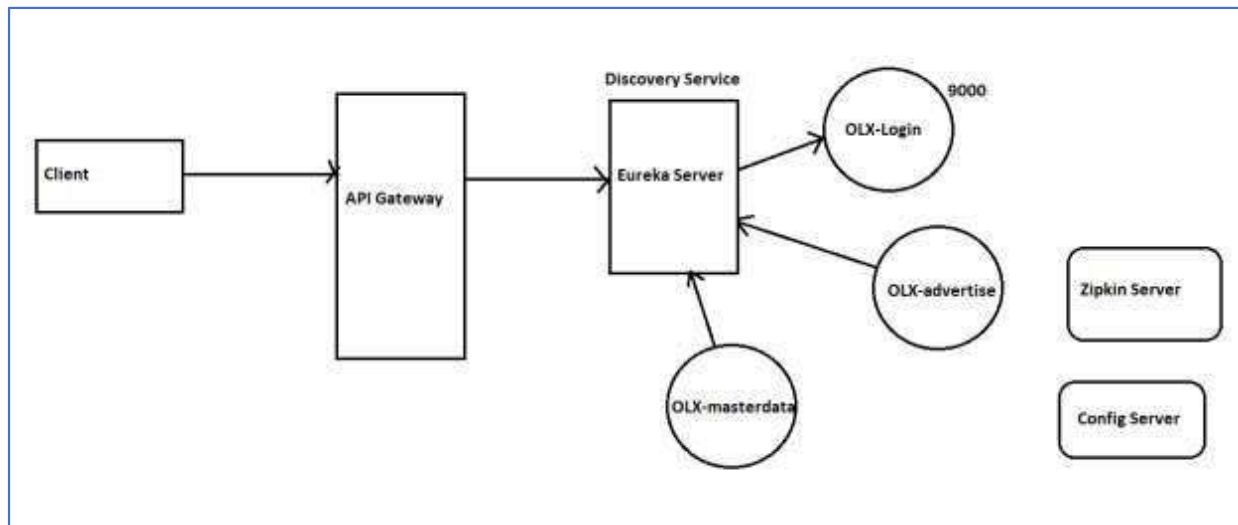 Discovery Service
9000
OLX-Login
Client
Eureka Server
API Gateway
OLX-advertise
Zipkin Server
OLX-masterdata
Config Server